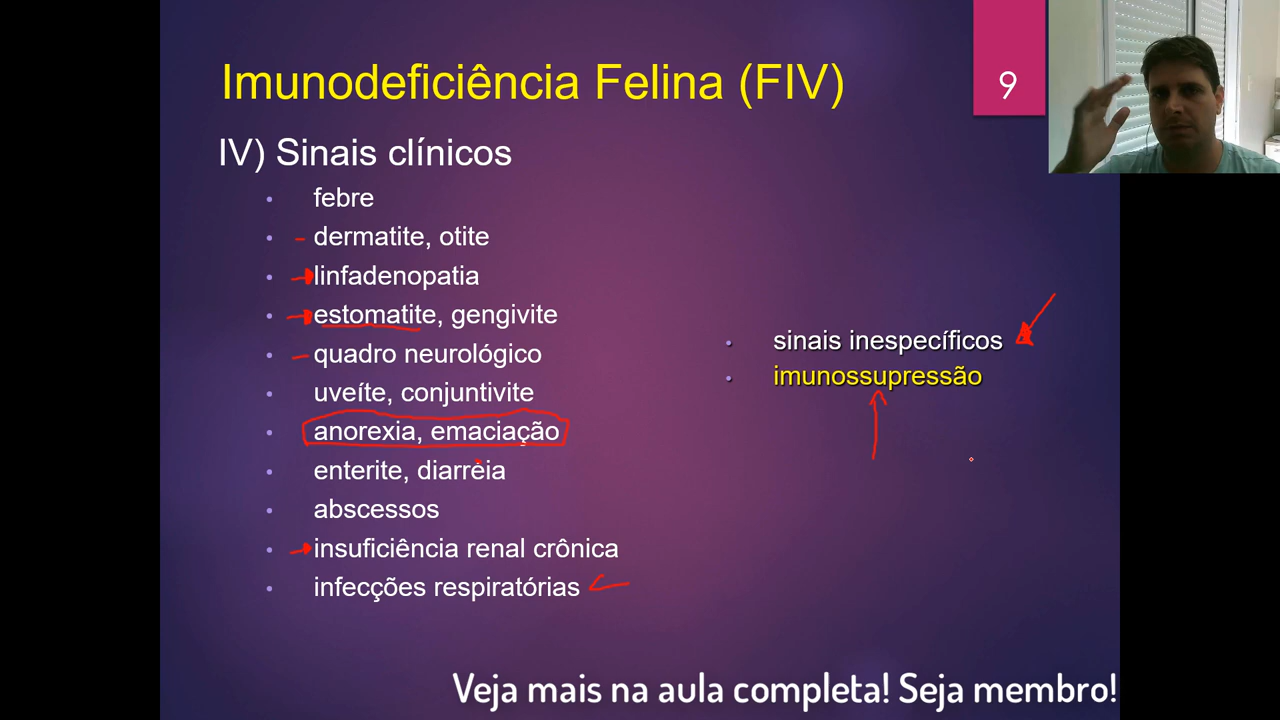 Imunodeficiência Felina (FIV)
9
IV) Sinais clínicos
febre
dermatite, otite
linfadenopatia
estomatite, gengivite
quadro neurológico
uveíte, conjuntivite
anorexia, emaciação
enterite, diarréia
abscessos
insuficiência renal crônica
infecções respiratórias
sinais inespecíficos
imunossupressão
Veja mais na aula completa! Seja membro!